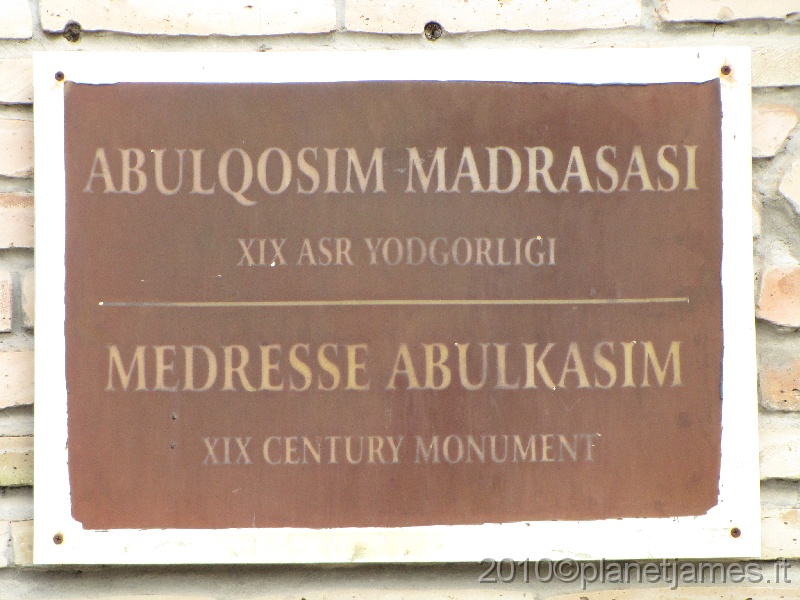 ABULQOSIM MADRASASI
XIX ASR YODGORLIGI
MEDRESSE ABULKASIM
XIX CENTURY MONUMENT
2010©planetjames.it